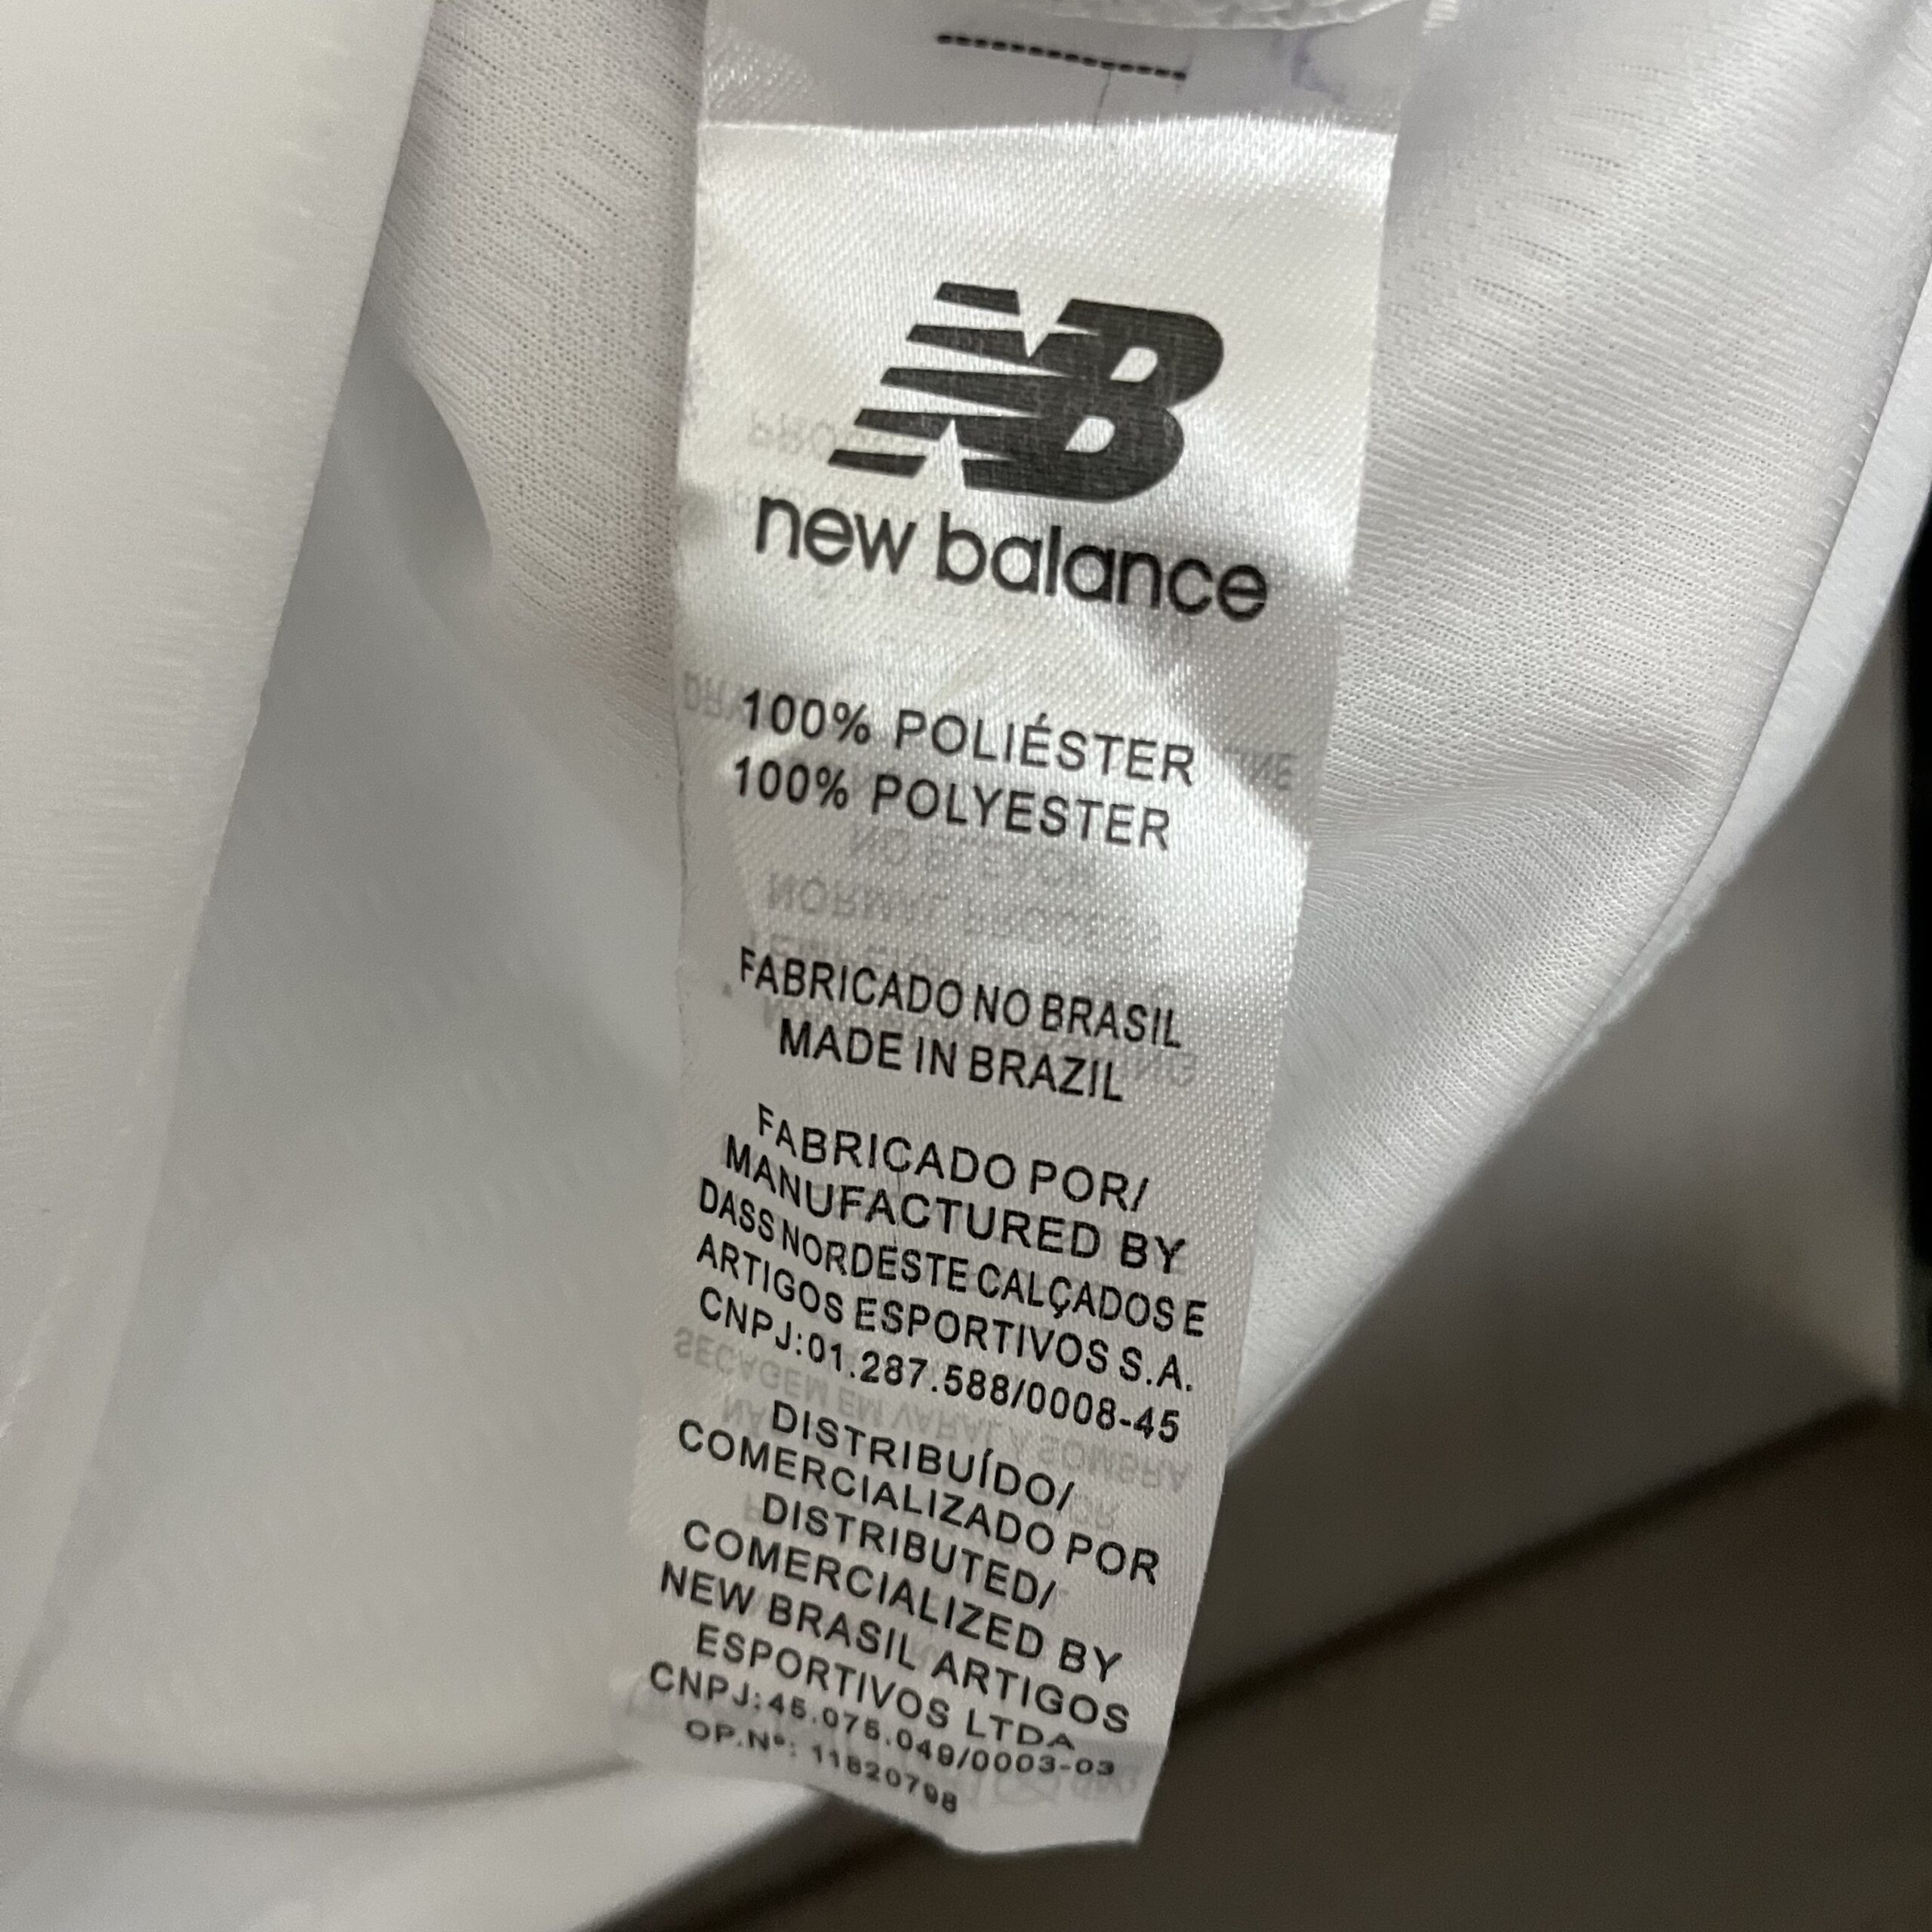 NB
new balance
100% POLIÉSTER
100% POLYESTER
FABRICADO NO BRASIL
MADE IN BRAZIL
FABRICADO POR/
MANUFACTURED BY
DASS NORDESTE CALÇADOS E
ARTIGOS ESPORTIVOS S.A.
CNPJ:01.287.588/0008-45
DISTRIBUÍDO/
COMERCIALIZADO POR
DISTRIBUTED/
COMERCIALIZED BY
NEW BRASIL ARTIGOS
ESPORTIVOS LTDA
CNPJ:45.075.049/0003-03
OP.Nº: 11820798